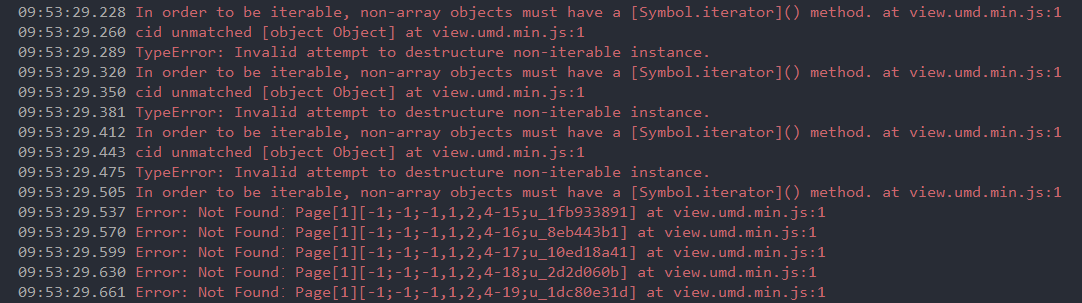 09:53:29.228 In order to be iterable, non-array objects must have a [Symbol.iterator]() method. at view.umd.min.js:1
09:53:29.260 cid unmatched [object Object] at view.umd.min.js:1
09:53:29.289 TypeError: Invalid attempt to destructure non-iterable instance.
09:53:29.320 In order to be iterable, non-array objects must have a [Symbol.iterator]() method. at view.umd.min.js:1
09:53:29.350 cid unmatched [object Object] at view.umd.min.js:1
09:53:29.381 TypeError: Invalid attempt to destructure non-iterable instance.
09:53:29.412 In order to be iterable, non-array objects must have a [Symbol.iterator]() method. at view.umd.min.js:1
09:53:29.443 cid unmatched [object Object] at view.umd.min.js:1
09:53:29.475 TypeError: Invalid attempt to destructure non-iterable instance.
09:53:29.505 In order to be iterable, non-array objects must have a [Symbol.iterator]() method. at view.umd.min.js:1
09:53:29.537 Error: Not Found：Page[1][-1;-1;-1,1,2,4-15;u_1fb933891] at view.umd.min.js:1
09:53:29.570 Error: Not Found：Page[1][-1;-1;-1,1,2,4-16;u_8eb443b1] at view.umd.min.js:1
09:53:29.599 Error: Not Found：Page[1][-1;-1;-1,1,2,4-17;u_10ed18a41] at view.umd.min.js:1
09:53:29.630 Error: Not Found：Page[1][-1;-1;-1,1,2,4-18;u_2d2d060b] at view.umd.min.js:1
09:53:29.661 Error: Not Found：Page[1][-1;-1;-1,1,2,4-19;u_1dc80e31d] at view.umd.min.js:1